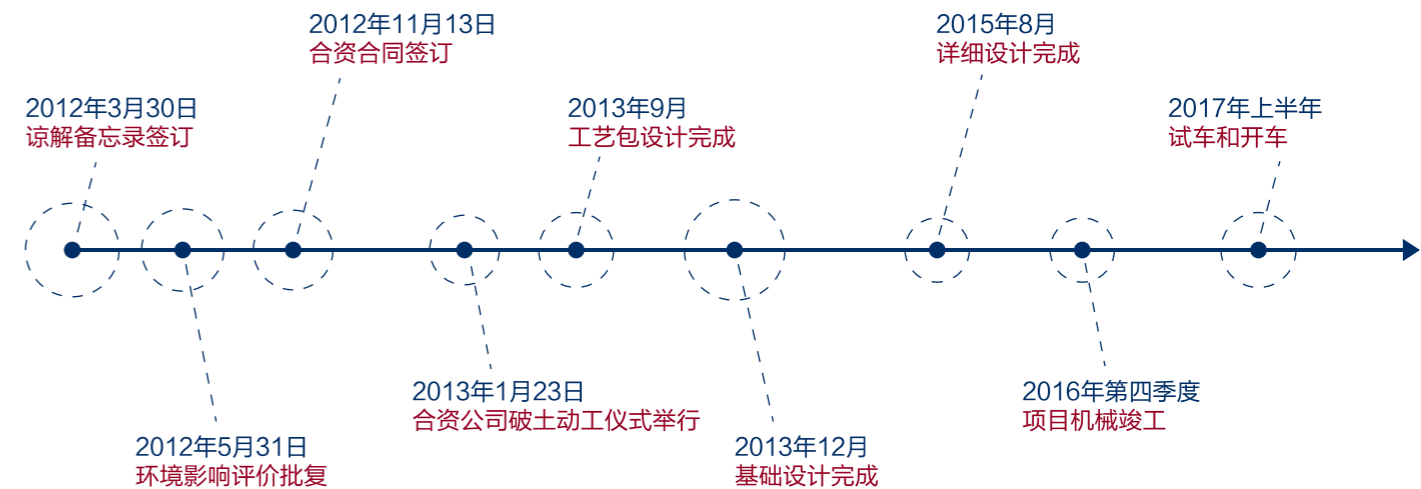 2012年3月30日
谅解备忘录签订
2012年5月31日
环境影响评价批复
2012年11月13日
合资合同签订
2013年1月23日
合资公司破土动工仪式举行
2013年9月
工艺包设计完成
2013年12月
基础设计完成
2015年8月
详细设计完成
2016年第四季度
项目机械竣工
2017年上半年
试车和开车